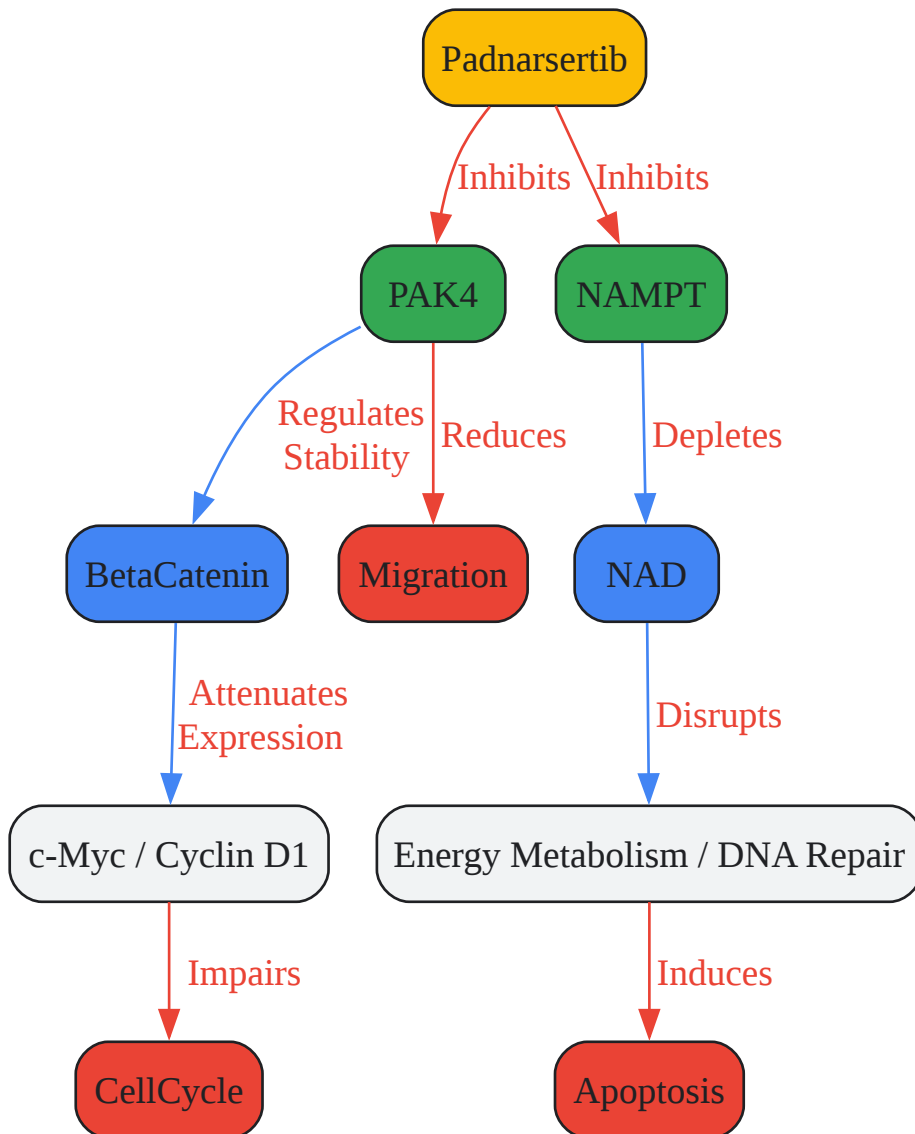 Padnarsertib
Inhibits
Inhibits
PAK4
NAMPT
Regulates
Stability
Reduces
Depletes
BetaCatenin
Migration
NAD
Attenuates
Expression
Disrupts
c-Myc / Cyclin D1
Energy Metabolism / DNA Repair
Impairs
Induces
CellCycle
Apoptosis